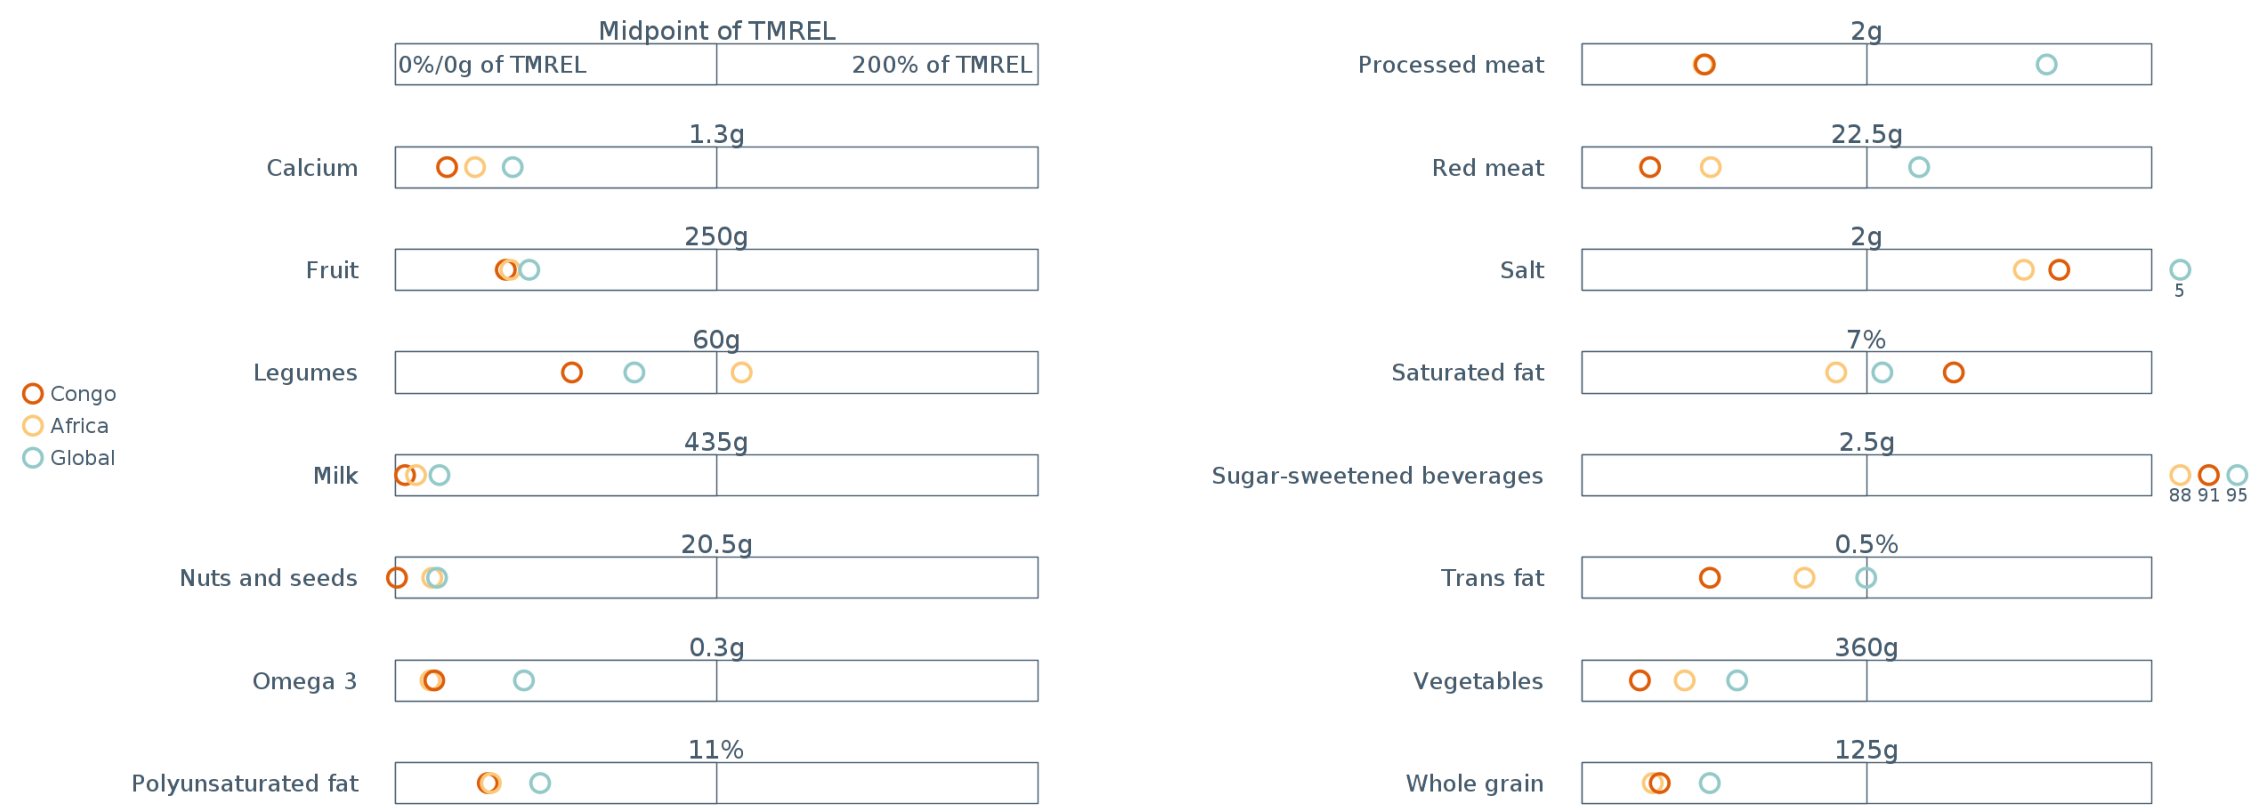 Midpoint of TMREL
0%/0g of TMREL
200% of TMREL
1.3g
Calcium
250g
Fruit
60g
Legumes
435g
Milk
20.5g
Nuts and seeds
0.3g
Omega 3
11%
Polyunsaturated fat
Congo
Africa
Global
2g
Processed meat
22.5g
Red meat
2g
Salt
5
7%
Saturated fat
2.5g
Sugar-sweetened beverages
88 91 95
0.5%
Trans fat
360g
Vegetables
125g
Whole grain